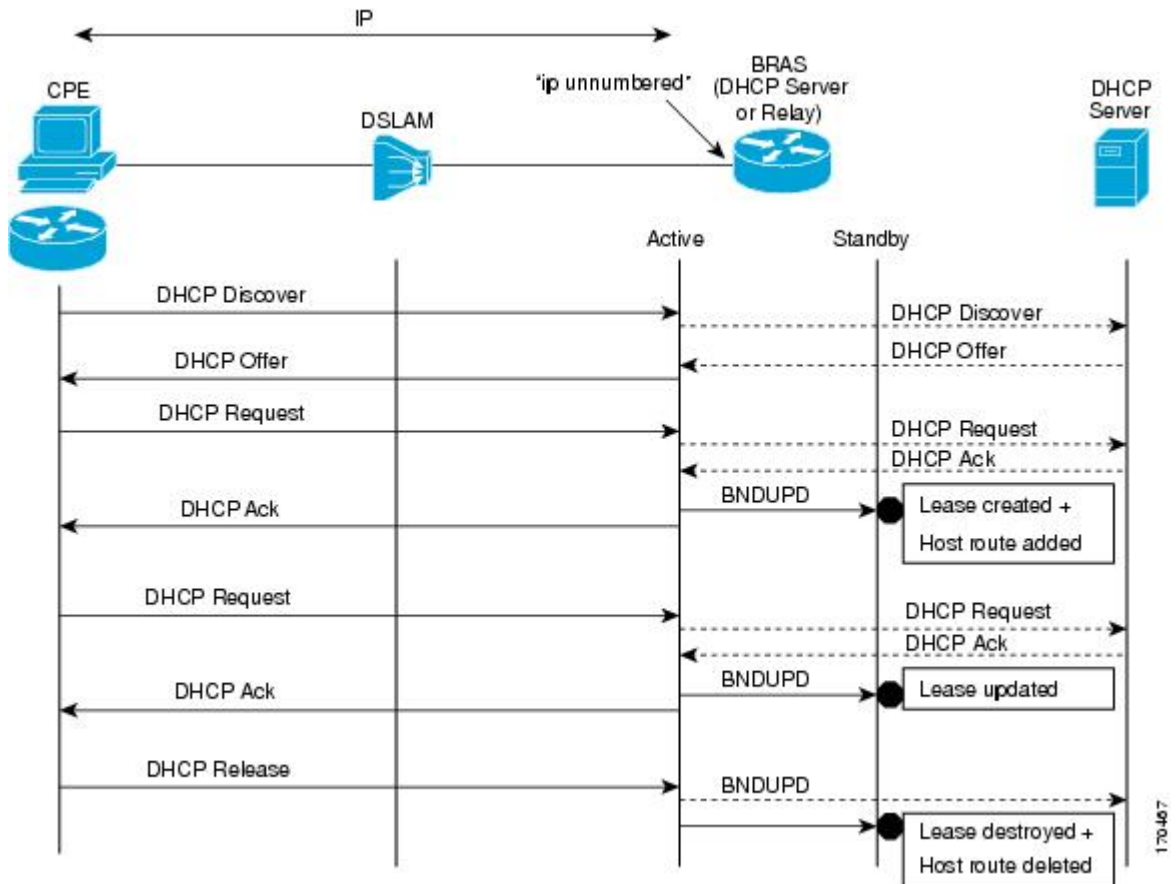 IP
CPE
DSLAM
"ip unnumbered"
BRAS
(DHCP Server
or Relay)
DHCP
Server
Active
Standby
DHCP Discover
DHCP Discover
DHCP Offer
DHCP Offer
DHCP Request
DHCP Request
DHCP Ack
BNDUPD
DHCP Ack
Lease created +
Host route added
DHCP Request
DHCP Request
DHCP Ack
BNDUPD
DHCP Ack
Lease updated
DHCP Release
BNDUPD
Lease destroyed +
Host route deleted
170467